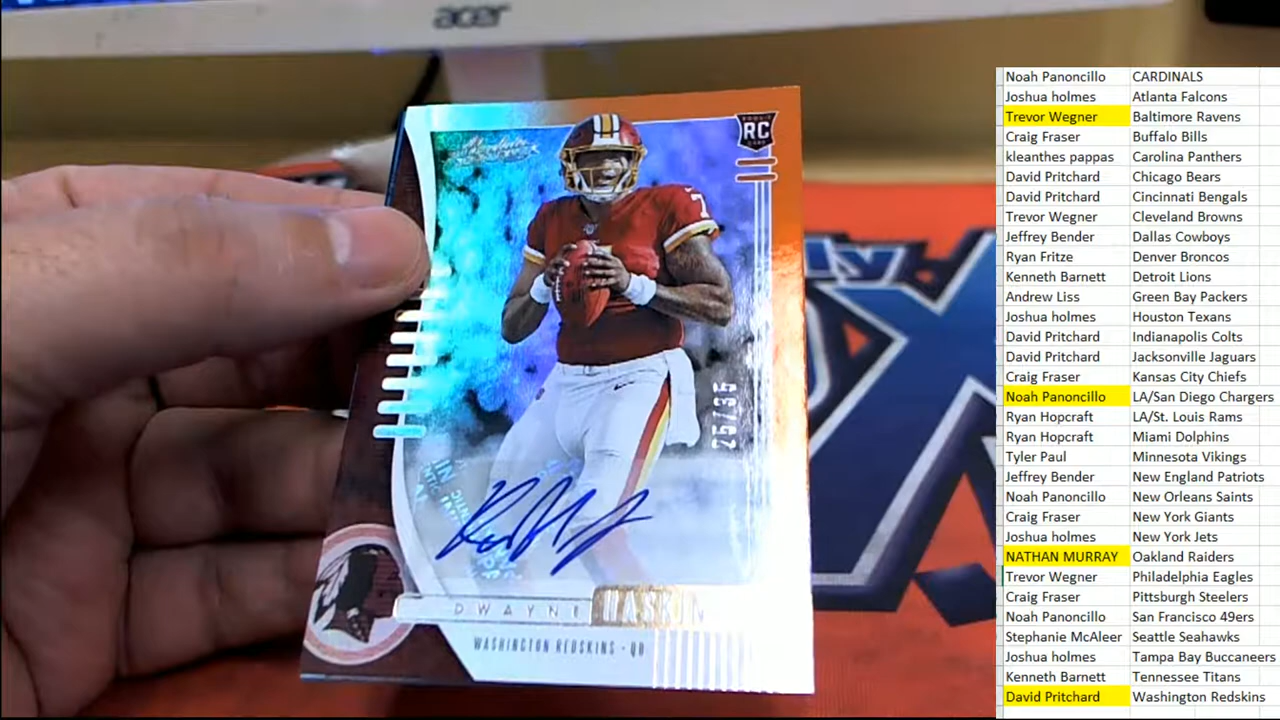 acer
RC
7
25/35
DWAYNE HASKIN
WASHINGTON REDSKINS - QB
Noah Panoncillo CARDINALS
Joshua holmes Atlanta Falcons
Trevor Wegner Baltimore Ravens
Craig Fraser Buffalo Bills
kleanthes pappas Carolina Panthers
David Pritchard Chicago Bears
David Pritchard Cincinnati Bengals
Trevor Wegner Cleveland Browns
Jeffrey Bender Dallas Cowboys
Ryan Fritze Denver Broncos
Kenneth Barnett Detroit Lions
Andrew Liss Green Bay Packers
Joshua holmes Houston Texans
David Pritchard Indianapolis Colts
David Pritchard Jacksonville Jaguars
Craig Fraser Kansas City Chiefs
Noah Panoncillo LA/San Diego Chargers
Ryan Hopcraft LA/St. Louis Rams
Ryan Hopcraft Miami Dolphins
Tyler Paul Minnesota Vikings
Jeffrey Bender New England Patriots
Noah Panoncillo New Orleans Saints
Craig Fraser New York Giants
Joshua holmes New York Jets
NATHAN MURRAY Oakland Raiders
Trevor Wegner Philadelphia Eagles
Craig Fraser Pittsburgh Steelers
Noah Panoncillo San Francisco 49ers
Stephanie McAleer Seattle Seahawks
Joshua holmes Tampa Bay Buccaneers
Kenneth Barnett Tennessee Titans
David Pritchard Washington Redskins